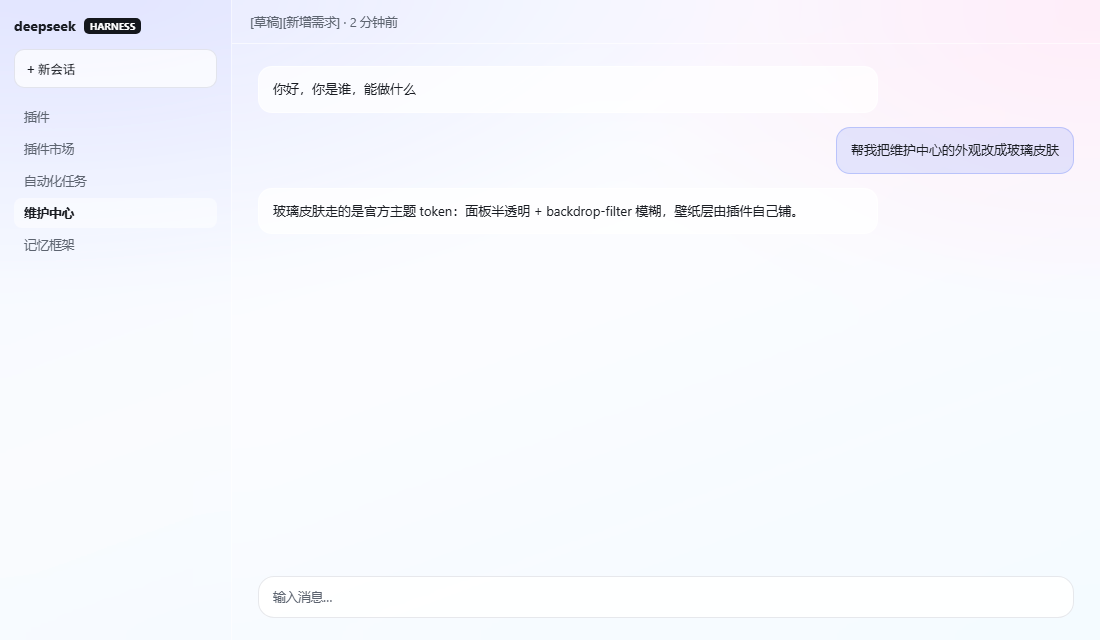 deepseek HARNESS
+ 新会话
插件
插件市场
自动化任务
维护中心
记忆框架
[草稿][新增需求] · 2 分钟前
你好，你是谁，能做什么
帮我把维护中心的外观改成玻璃皮肤
玻璃皮肤走的是官方主题 token：面板半透明 + backdrop-filter 模糊，壁纸层由插件自己铺。
输入消息...